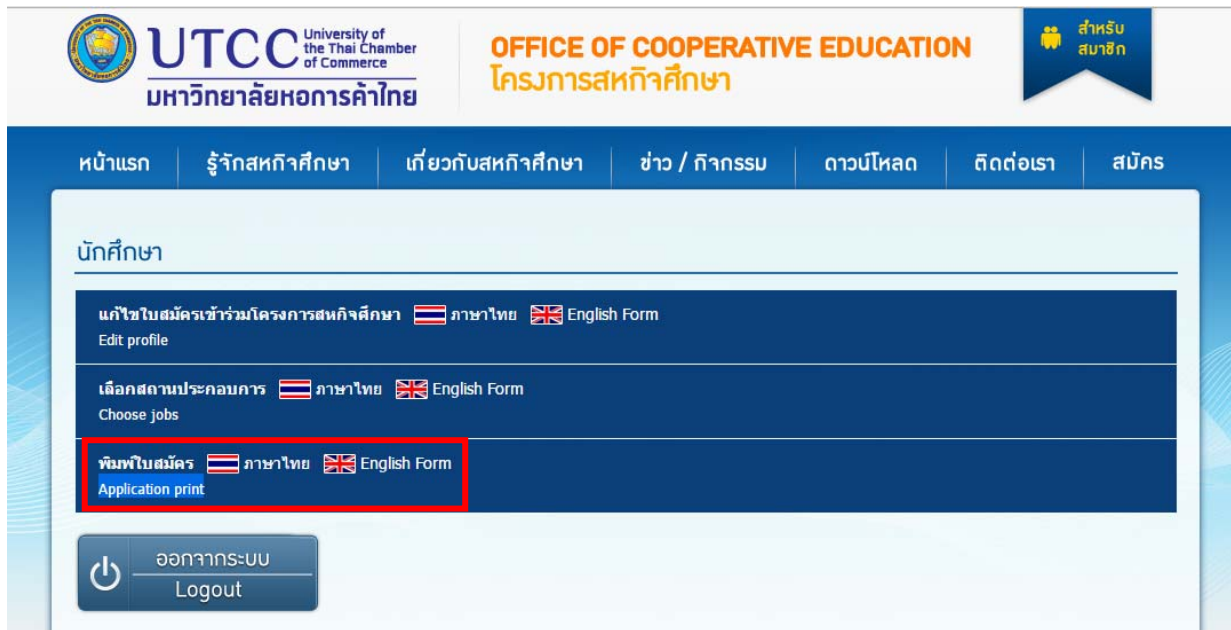 UTCC University of the Thai Chamber of Commerce
มหาวิทยาลัยหอการค้าไทย
OFFICE OF COOPERATIVE EDUCATION
โครงการสหกิจศึกษา
สำหรับ
สมาชิก
หน้าแรก รู้จักสหกิจศึกษา เกี่ยวกับสหกิจศึกษา ข่าว / กิจกรรม ดาวน์โหลด ติดต่อเรา สมัคร
นักศึกษา
แก้ไขใบสมัครเข้าร่วมโครงการสหกิจศึกษา ภาษาไทย English Form
Edit profile
เลือกสถานประกอบการ ภาษาไทย English Form
Choose jobs
พิมพ์ใบสมัคร ภาษาไทย English Form
Application print
ออกจากระบบ
Logout